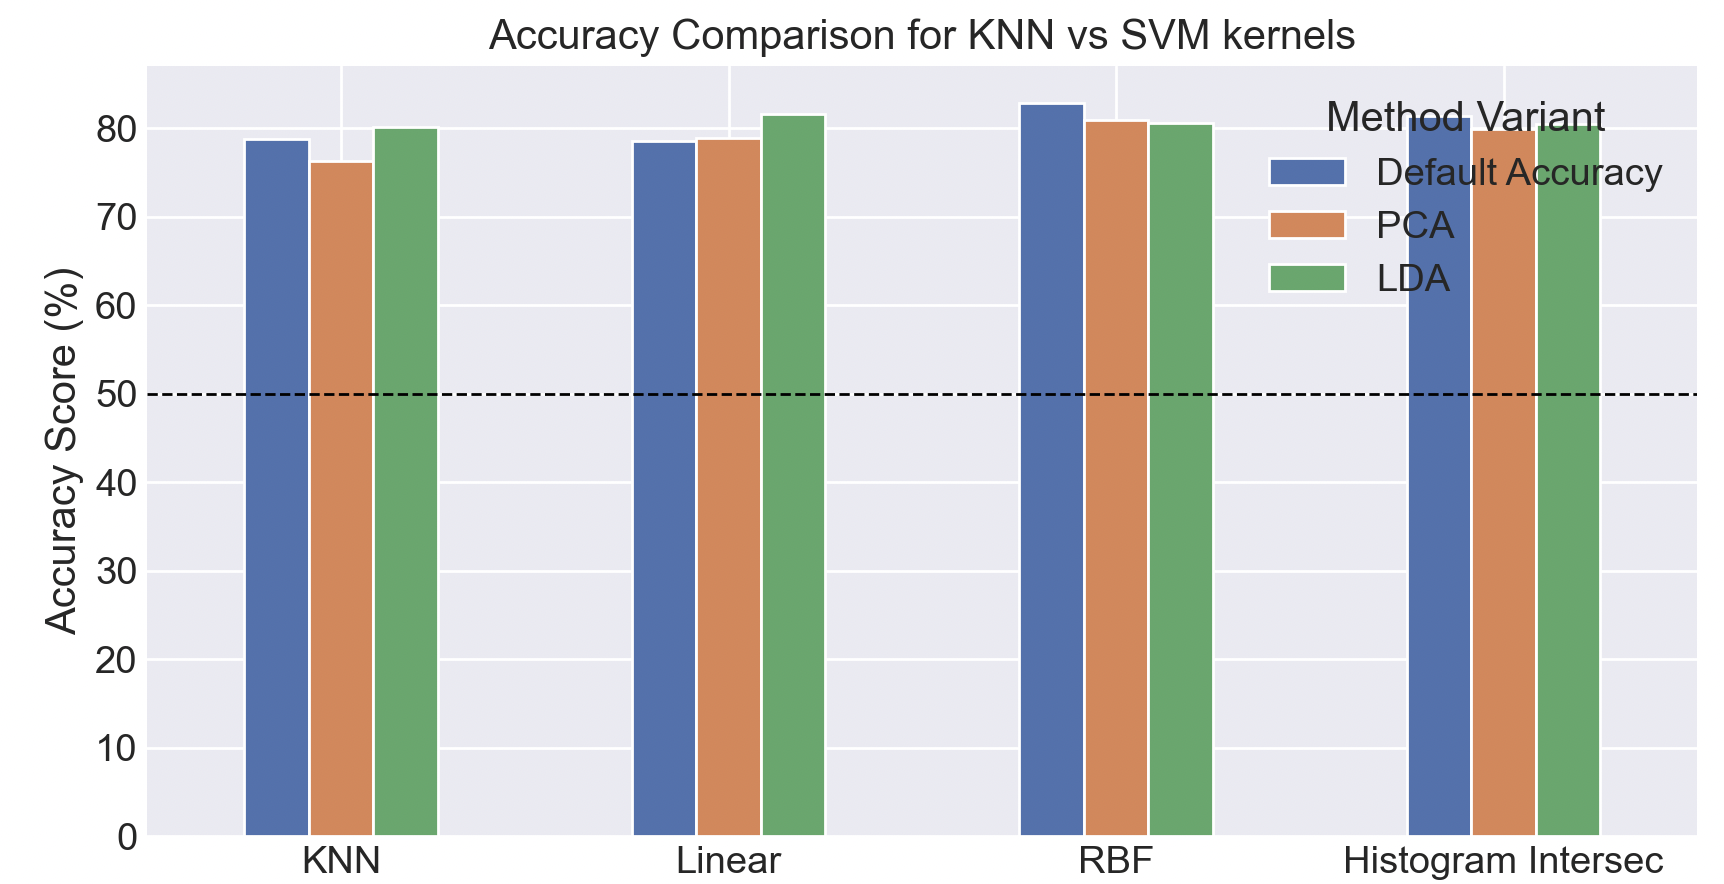 Accuracy Comparison for KNN vs SVM kernels
Accuracy Score (%)
80
70
60
50
40
30
20
10
0
Method Variant
Default Accuracy
PCA
LDA
KNN
Linear
RBF
Histogram Intersec